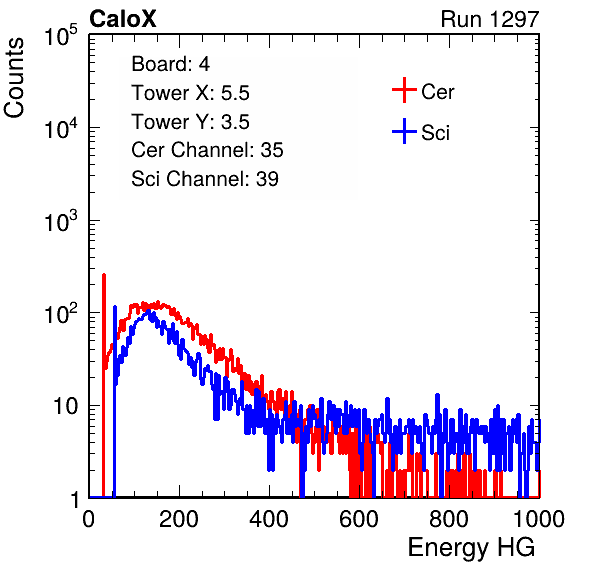 CaloX Run 1297
Board: 4
Tower X: 5.5
Tower Y: 3.5
Cer Channel: 35
Sci Channel: 39
Cer
Sci
Counts
10^5
10^4
10^3
10^2
10
1
0 200 400 600 800 1000
Energy HG